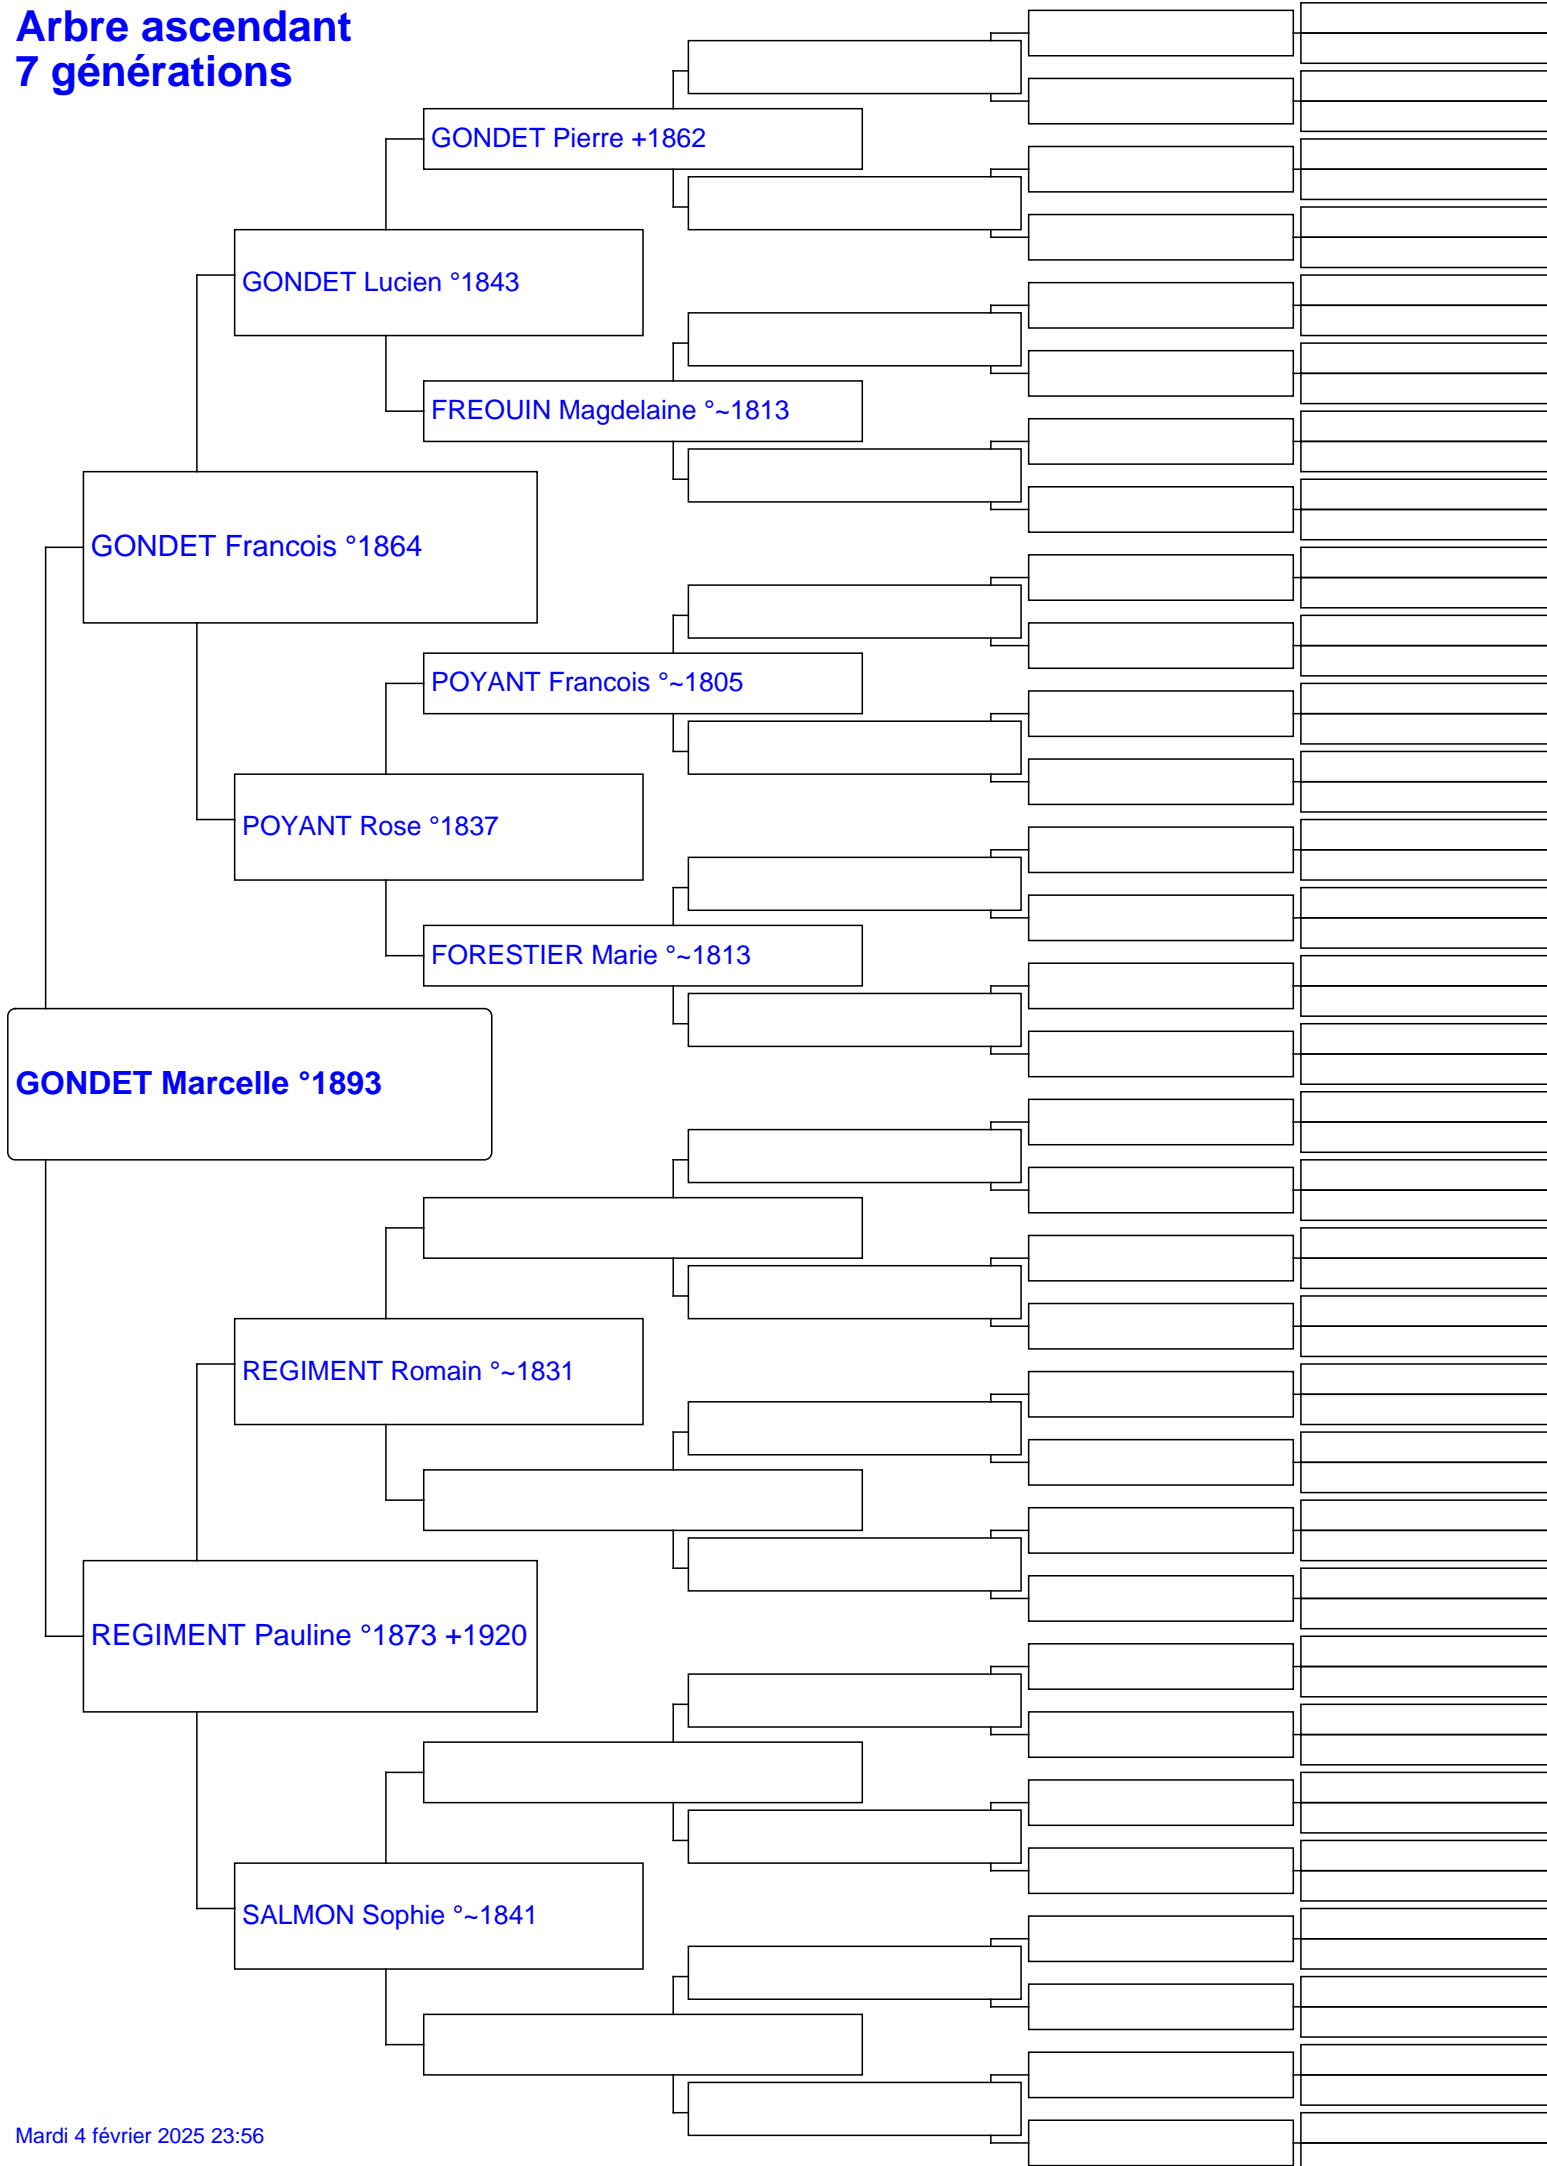 Arbre ascendant
7 générations
GONDET Pierre +1862
GONDET Lucien °1843
FREOUIN Magdelaine °~1813
GONDET Francois °1864
POYANT Francois °~1805
POYANT Rose °1837
FORESTIER Marie °~1813
GONDET Marcelle °1893
REGIMENT Romain °~1831
REGIMENT Pauline °1873 +1920
SALMON Sophie °~1841
Mardi 4 février 2025 23:56